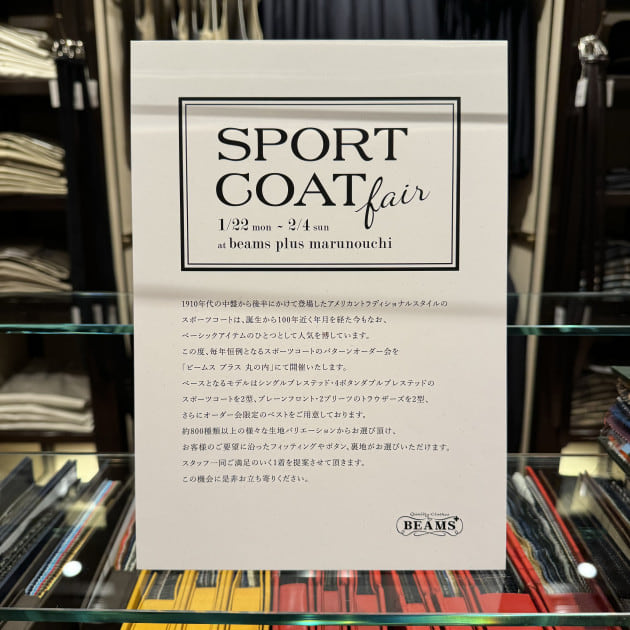 SPORT
COAT fair
1/22 mon ~ 2/4 sun
at beams plus marunouchi
1910年代の中盤から後半にかけて登場したアメリカントラディショナルスタイルの
スポーツコートは、誕生から100年近く年月を経た今もなお、
ベーシックアイテムのひとつとして人気を博しています。
この度、毎年恒例となるスポーツコートのパターンオーダー会を
「ビームス プラス 丸の内」にて開催いたします。
ベースとなるモデルはシングルブレステッド・4ボタンダブルブレステッドの
スポーツコートを2型、プレーンフロント・2プリーツのトラウザーズを2型、
さらにオーダー会限定のベストをご用意しております。
約800種類以上の様々な生地バリエーションからお選び頂け、
お客様のご要望に沿ったフィッティングやボタン、裏地がお選びいただけます。
スタッフ一同ご満足のいく1着を提案させて頂きます。
この機会に是非お立ち寄りください。
Quality Clothes
by
BEAMS+